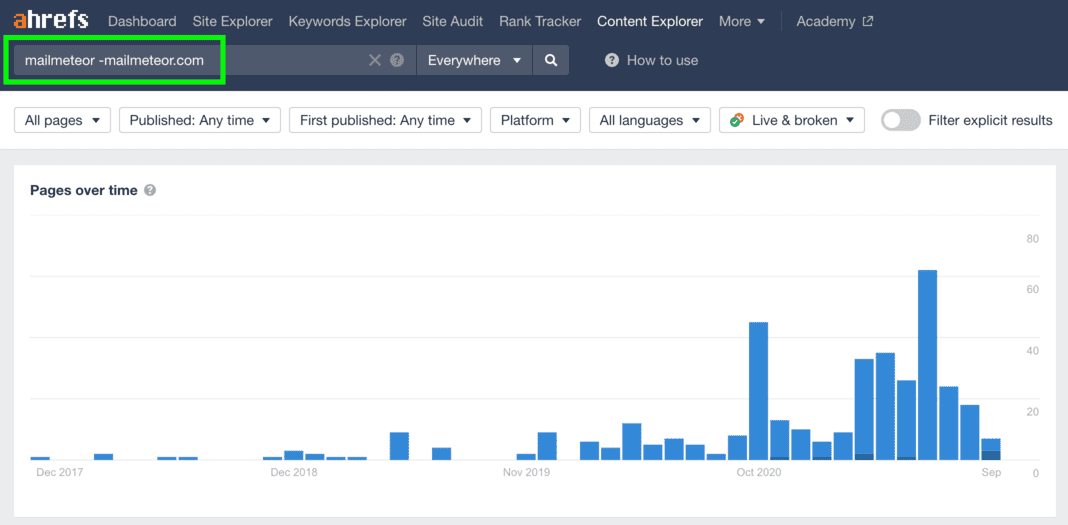 ahrefs Dashboard Site Explorer Keywords Explorer Site Audit Rank Tracker Content Explorer More Academy
mailmeteor -mailmeteor.com ? Everywhere ? How to use
All pages Published: Any time First published: Any time Platform All languages Live & broken Filter explicit results
Pages over time ?
80
60
40
20
Dec 2017 Dec 2018 Nov 2019 Oct 2020 Sep 0